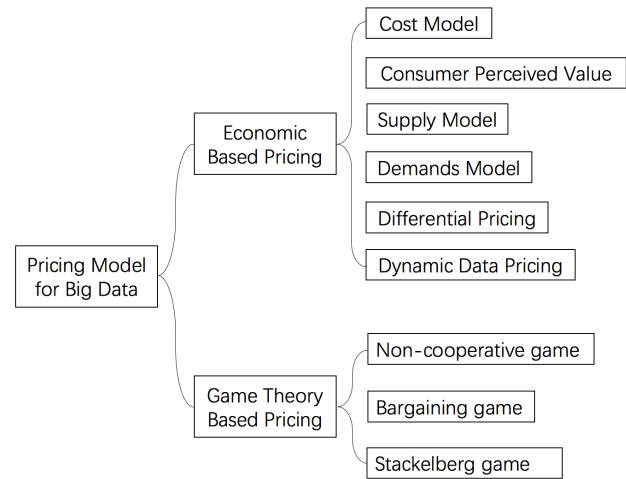 Cost Model
Consumer Perceived Value
Economic
Based Pricing
Supply Model
Demands Model
Differential Pricing
Pricing Model
for Big Data
Dynamic Data Pricing
Non-cooperative game
Game Theory
Based Pricing
Bargaining game
Stackelberg game